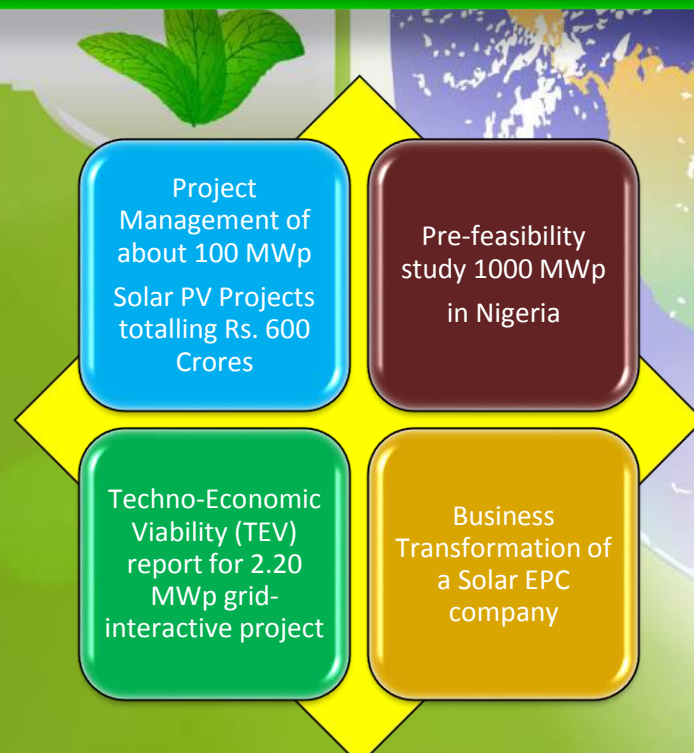 Project
Management of
about 100 MWp
Solar PV Projects
totalling Rs. 600
Crores
Pre-feasibility
study 1000 MWp
in Nigeria
Techno-Economic
Viability (TEV)
report for 2.20
MWp grid-
interactive project
Business
Transformation of
a Solar EPC
company